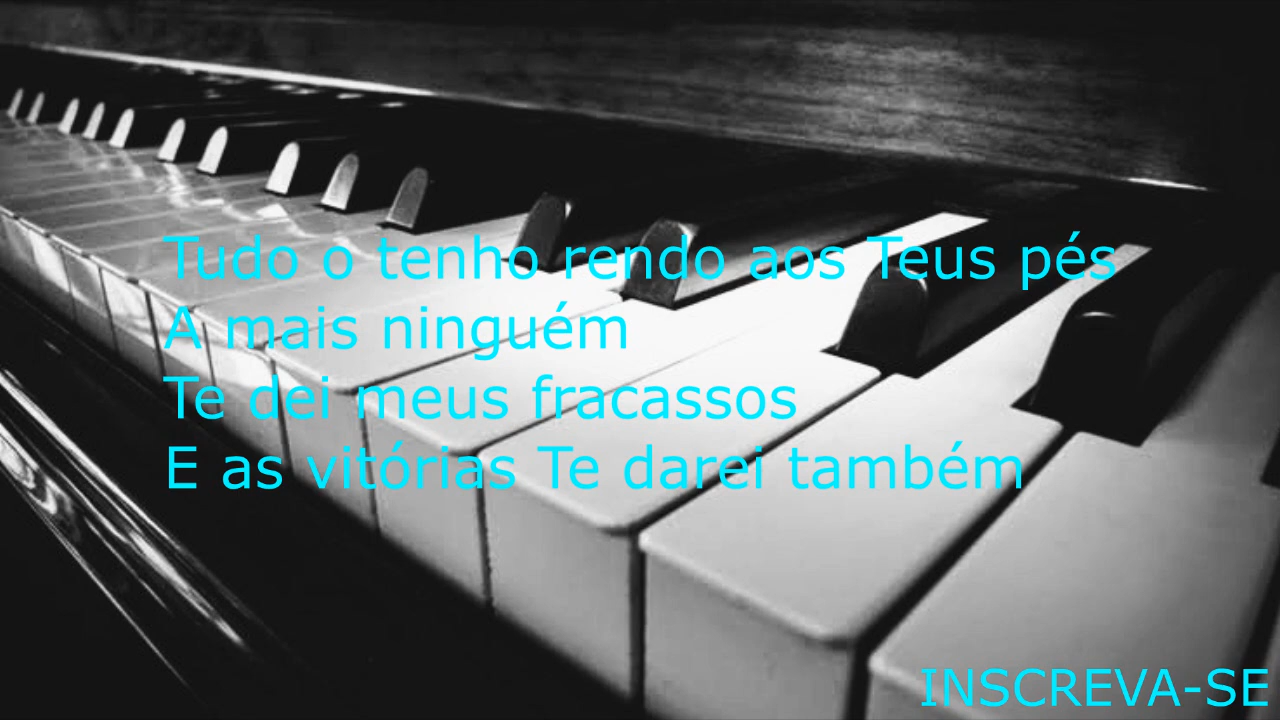 Tudo o tenho rendo aos Teus pés
A mais ninguém
Te dei meus fracassos
E as vitórias Te darei também
INSCREVA-SE